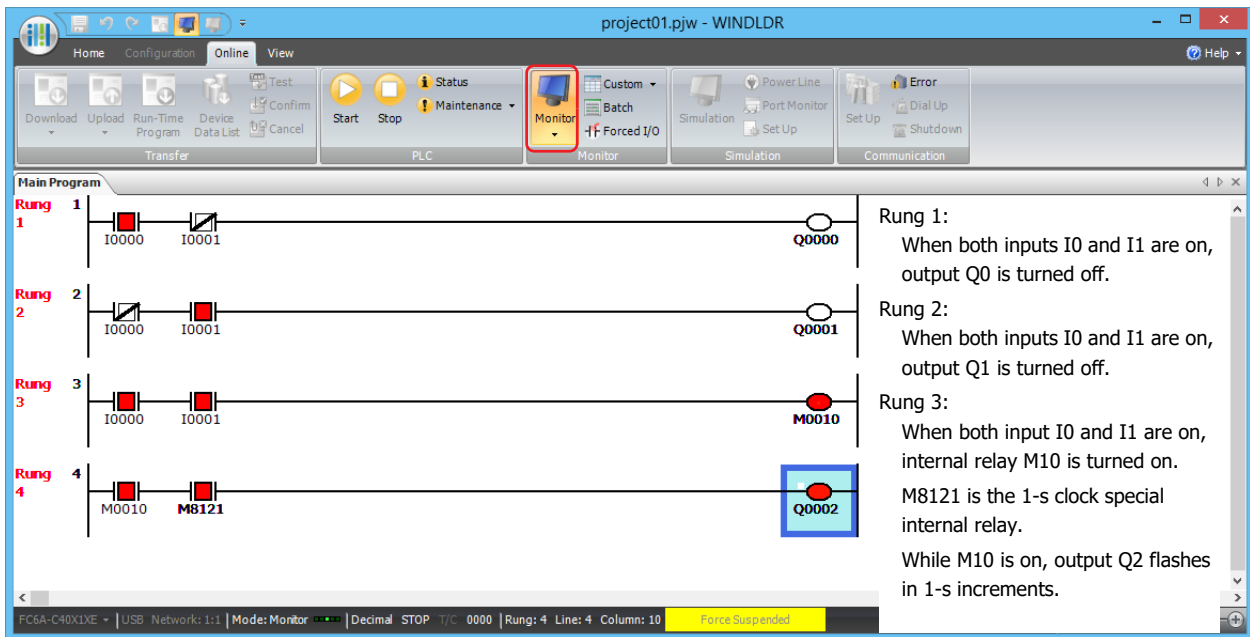 project01.pjw - WINDLDR
Home Configuration Online View
Help
Download Upload Run-Time Program Device Data List Test Confirm Cancel
Transfer
Start Stop Status Maintenance
PLC
Monitor Custom Batch Forced I/O
Monitor
Simulation Power Line Port Monitor Set Up
Simulation
Set Up Error Dial Up Shutdown
Communication
Main Program
Rung 1
1
I0000 I0001 Q0000
Rung 2
2
I0000 I0001 Q0001
Rung 3
3
I0000 I0001 M0010
Rung 4
4
M0010 M8121 Q0002
Rung 1:
When both inputs I0 and I1 are on,
output Q0 is turned off.
Rung 2:
When both inputs I0 and I1 are on,
output Q1 is turned off.
Rung 3:
When both input I0 and I1 are on,
internal relay M10 is turned on.
M8121 is the 1-s clock special
internal relay.
While M10 is on, output Q2 flashes
in 1-s increments.
FC6A-C40X1XE USB Network: 1:1 Mode: Monitor Decimal STOP T/C 0000 Rung: 4 Line: 4 Column: 10 Force Suspended